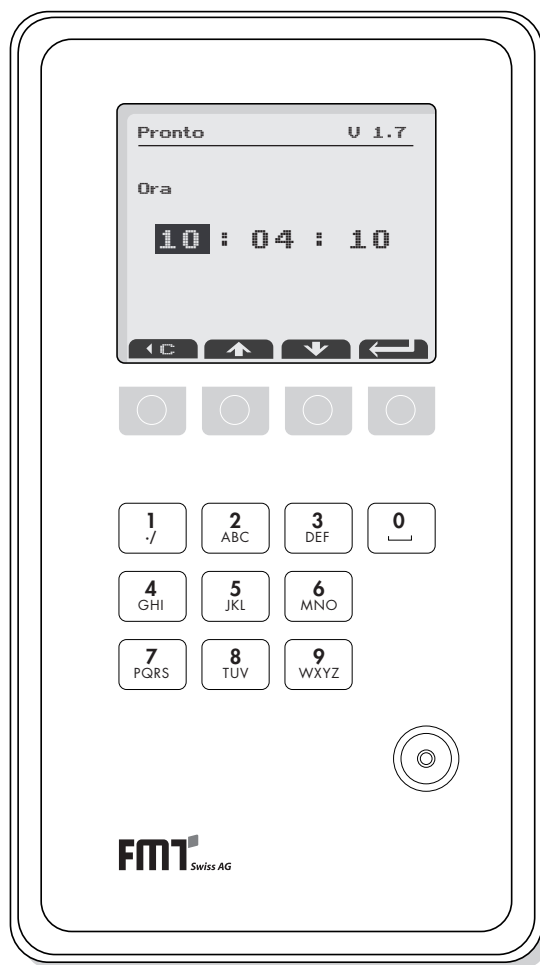 Pronto V 1.7
Ora
10 : 04 : 10
C
1 2 3 0
./ ABC DEF
4 5 6
GHI JKL MNO
7 8 9
PQRS TUV WXYZ
FMT Swiss AG